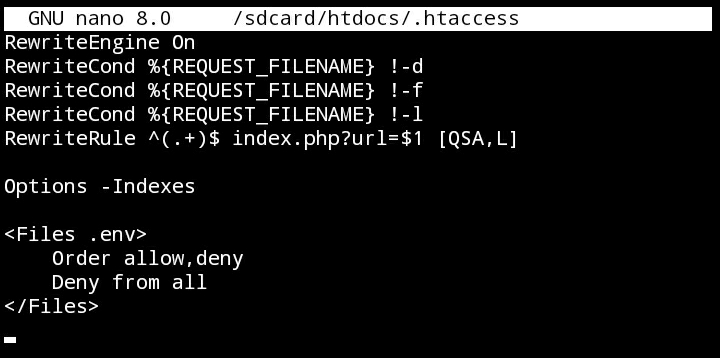 GNU nano 8.0 /sdcard/htdocs/.htaccess
RewriteEngine On
RewriteCond %{REQUEST_FILENAME} !-d
RewriteCond %{REQUEST_FILENAME} !-f
RewriteCond %{REQUEST_FILENAME} !-l
RewriteRule ^(.+)$ index.php?url=$1 [QSA,L]
Options -Indexes
<Files .env>
Order allow,deny
Deny from all
</Files>